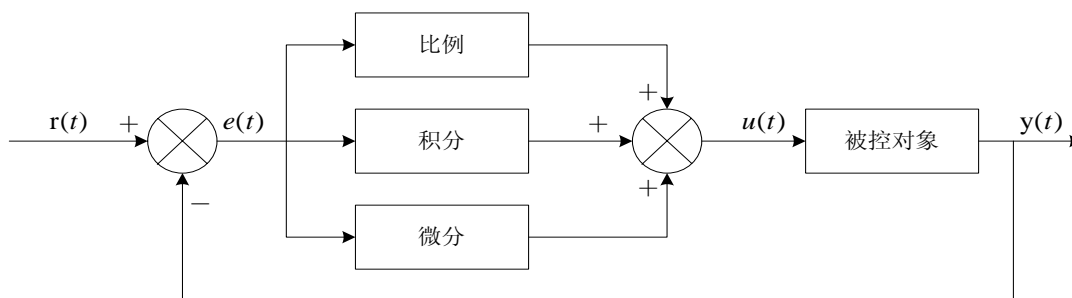 比例
+
r(t)
+
e(t)
积分
+
u(t)
被控对象
y(t)
−
+
微分